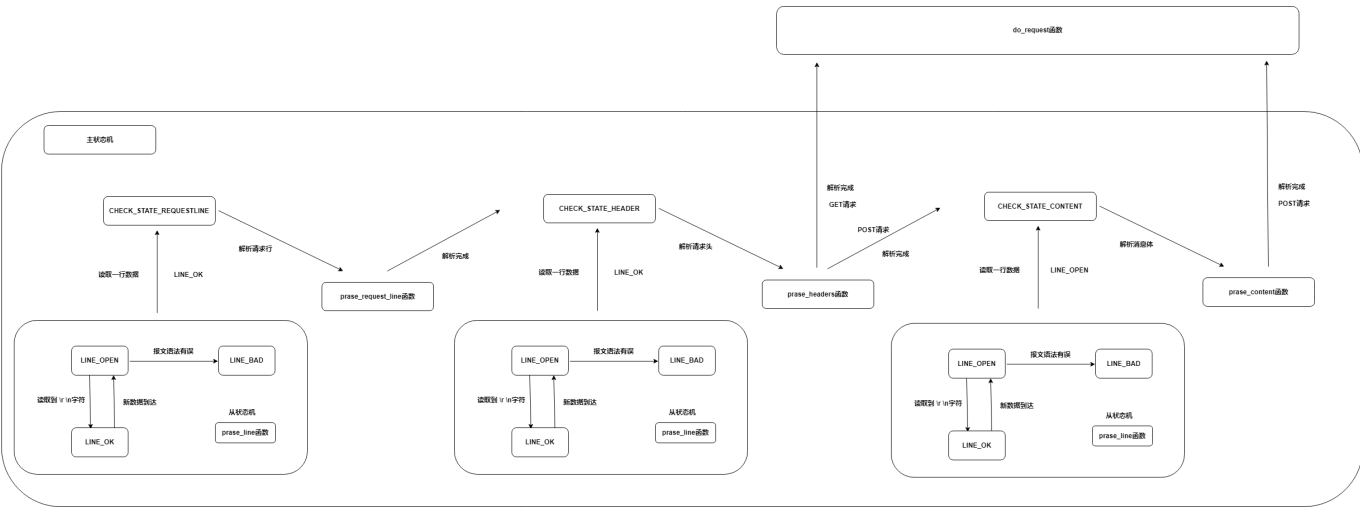 do_request函数
主状态机
解析完成
GET请求
解析完成
POST请求
CHECK_STATE_REQUESTLINE
CHECK_STATE_HEADER
CHECK_STATE_CONTENT
解析请求行
解析完成
解析请求头
POST请求
解析完成
解析消息体
读取一行数据
LINE_OK
读取一行数据
LINE_OK
读取一行数据
LINE_OPEN
prase_request_line函数
prase_headers函数
prase_content函数
LINE_OPEN
报文语法有误
LINE_BAD
读取到 \r \n字符
新数据到达
从状态机
prase_line函数
LINE_OK
LINE_OPEN
报文语法有误
LINE_BAD
读取到 \r \n字符
新数据到达
从状态机
prase_line函数
LINE_OK
LINE_OPEN
报文语法有误
LINE_BAD
读取到 \r \n字符
新数据到达
从状态机
prase_line函数
LINE_OK